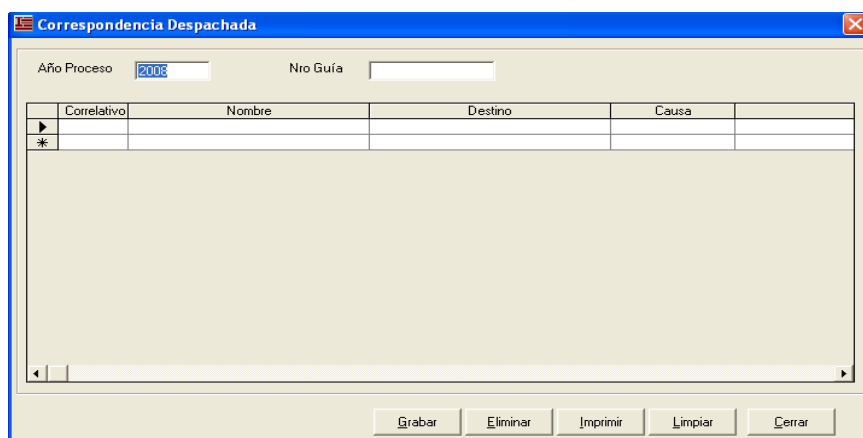 Correspondencia Despachada
Año Proceso 2008 Nro Guía
Correlativo Nombre Destino Causa
Grabar Eliminar Imprimir Limpiar Cerrar